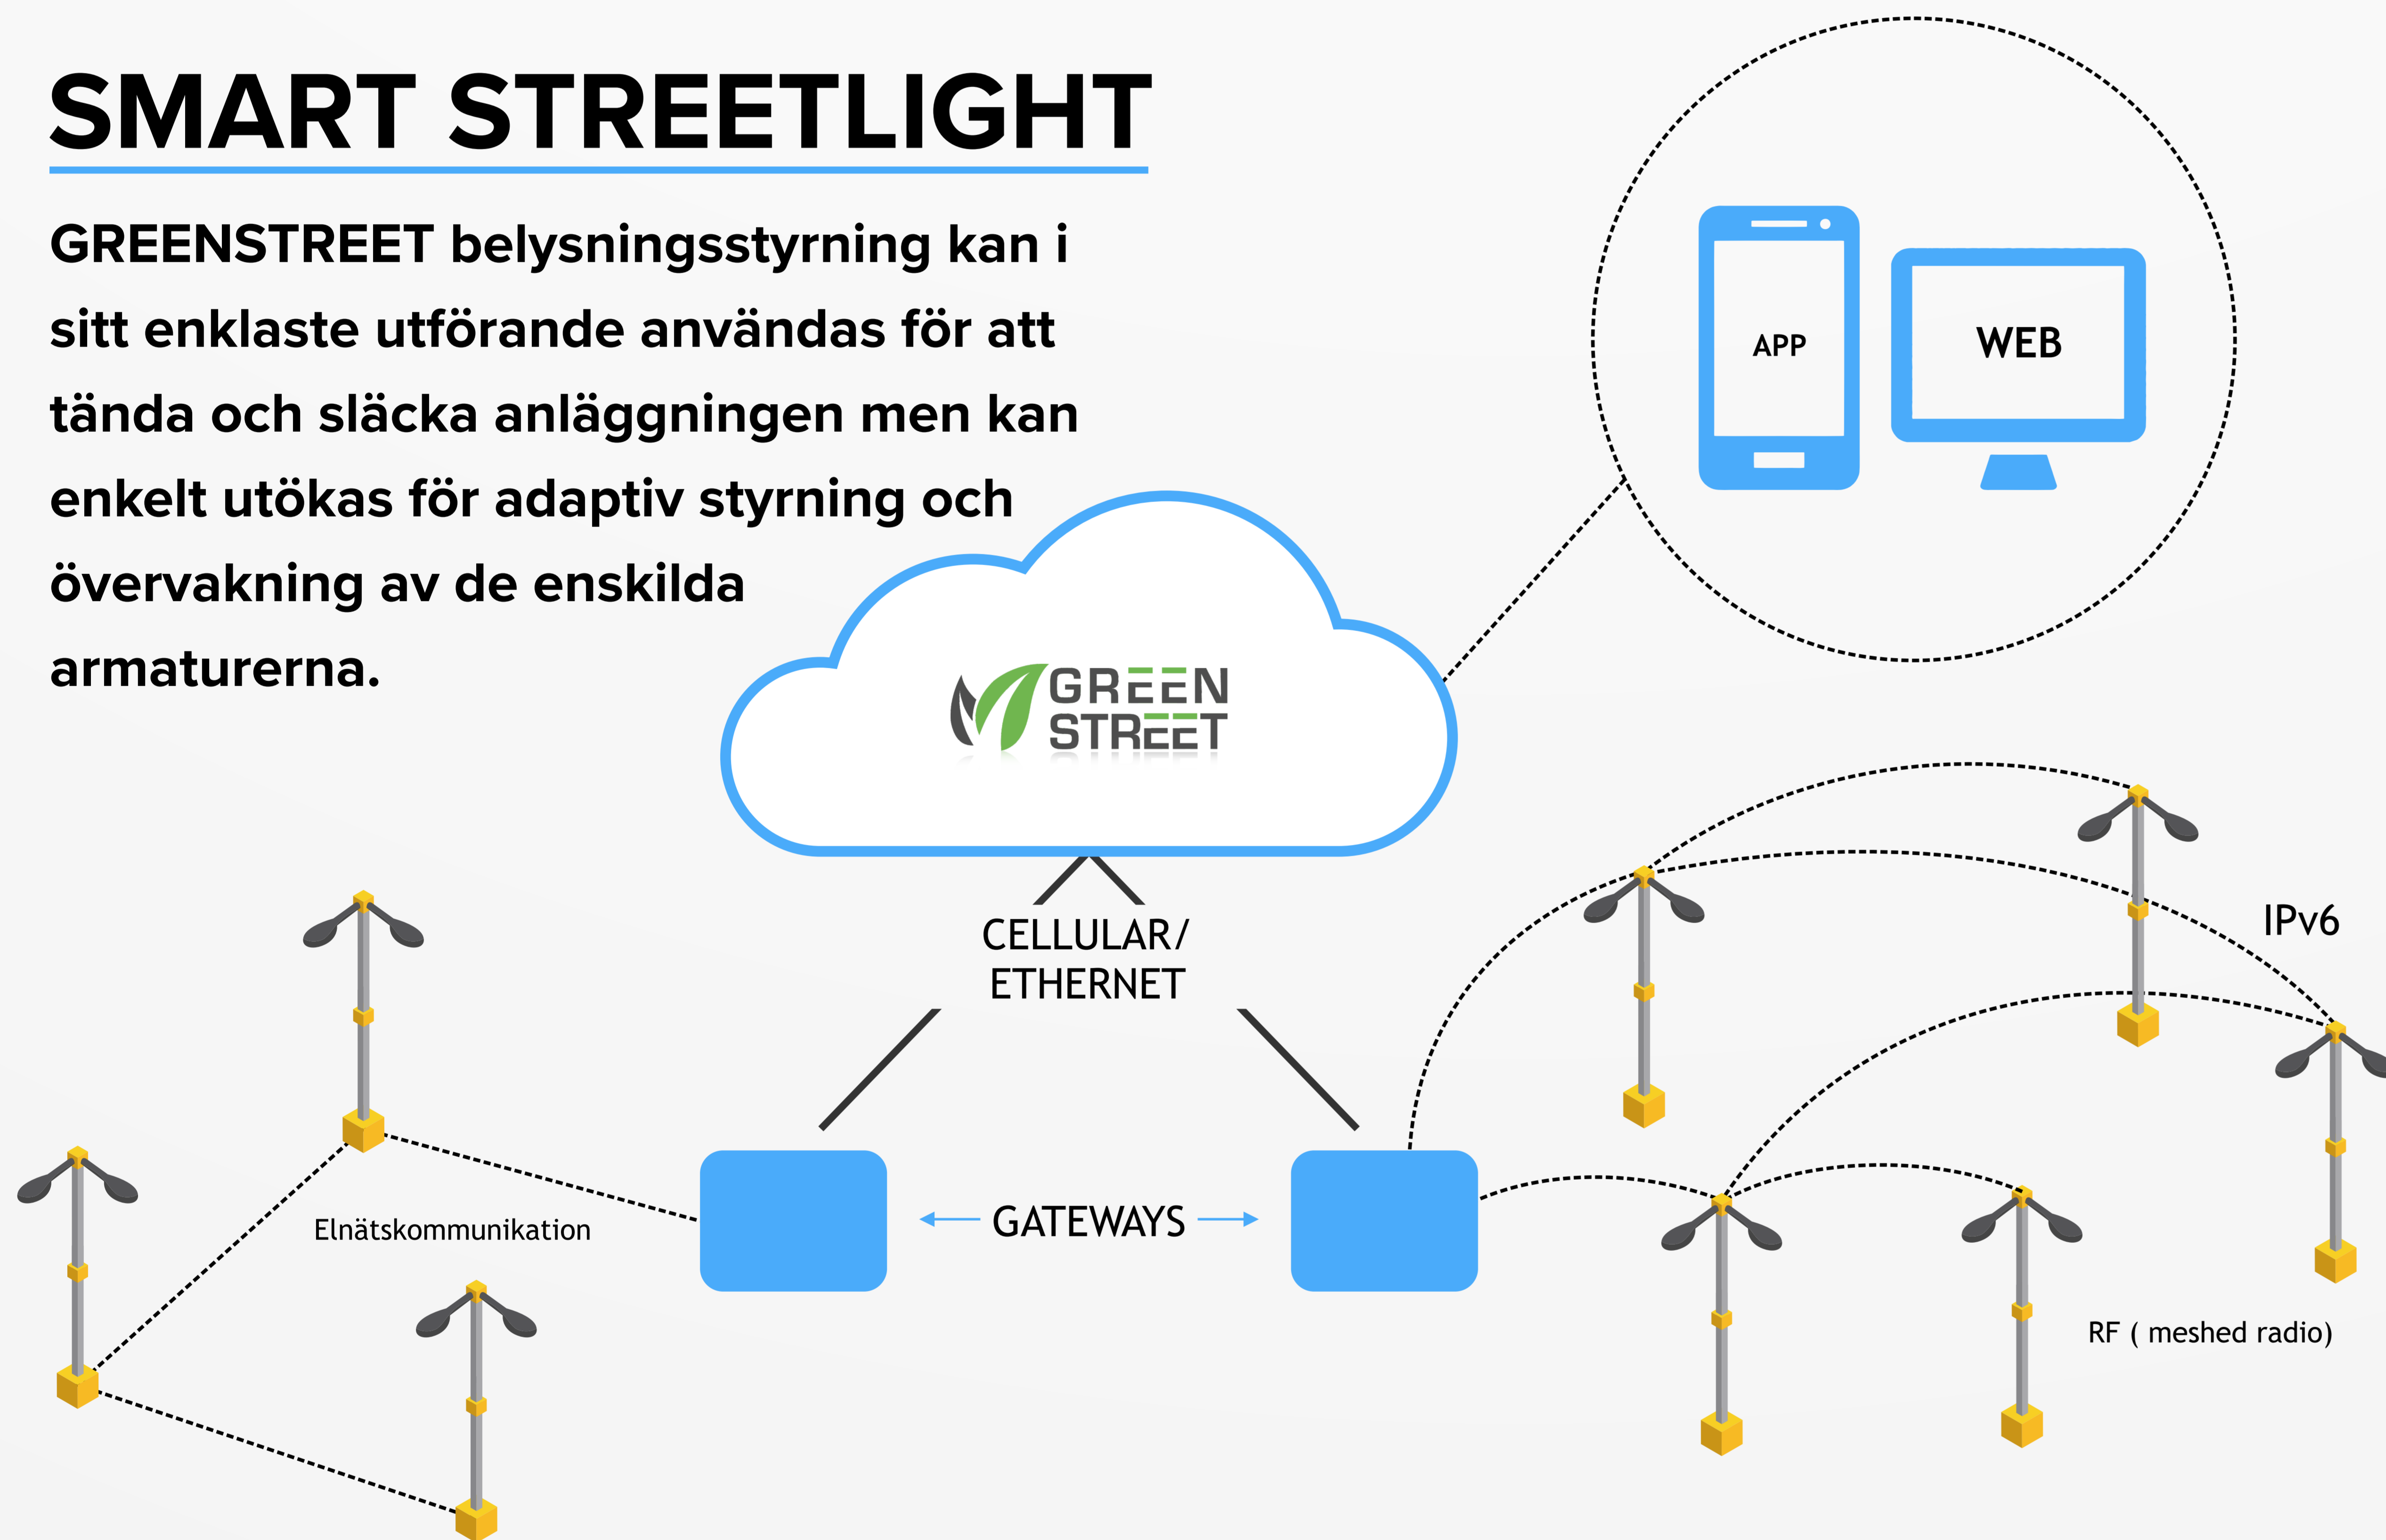 SMART STREETLIGHT
GREENSTREET belysningsstyrning kan i
sitt enklaste utförande användas för att
tända och släcka anläggningen men kan
enkelt utökas för adaptiv styrning och
övervakning av de enskilda
armaturerna.
APP
WEB
GREEN
STREET
CELLULAR/
ETHERNET
IPv6
Elnätskommunikation
GATEWAYS
RF ( meshed radio)